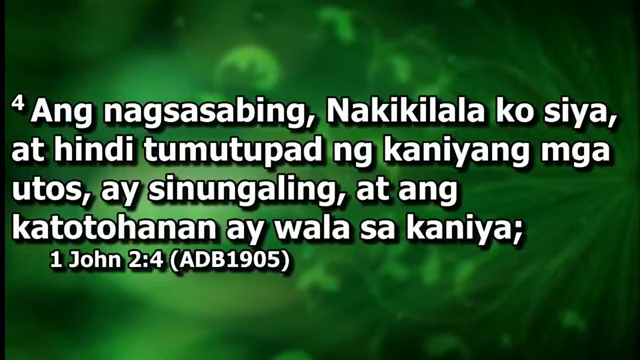 4 Ang nagsasabing, Nakikilala ko siya,
at hindi tumutupad ng kaniyang mga
utos, ay sinungaling, at ang
katotohanan ay wala sa kaniya;
1 John 2:4 (ADB1905)